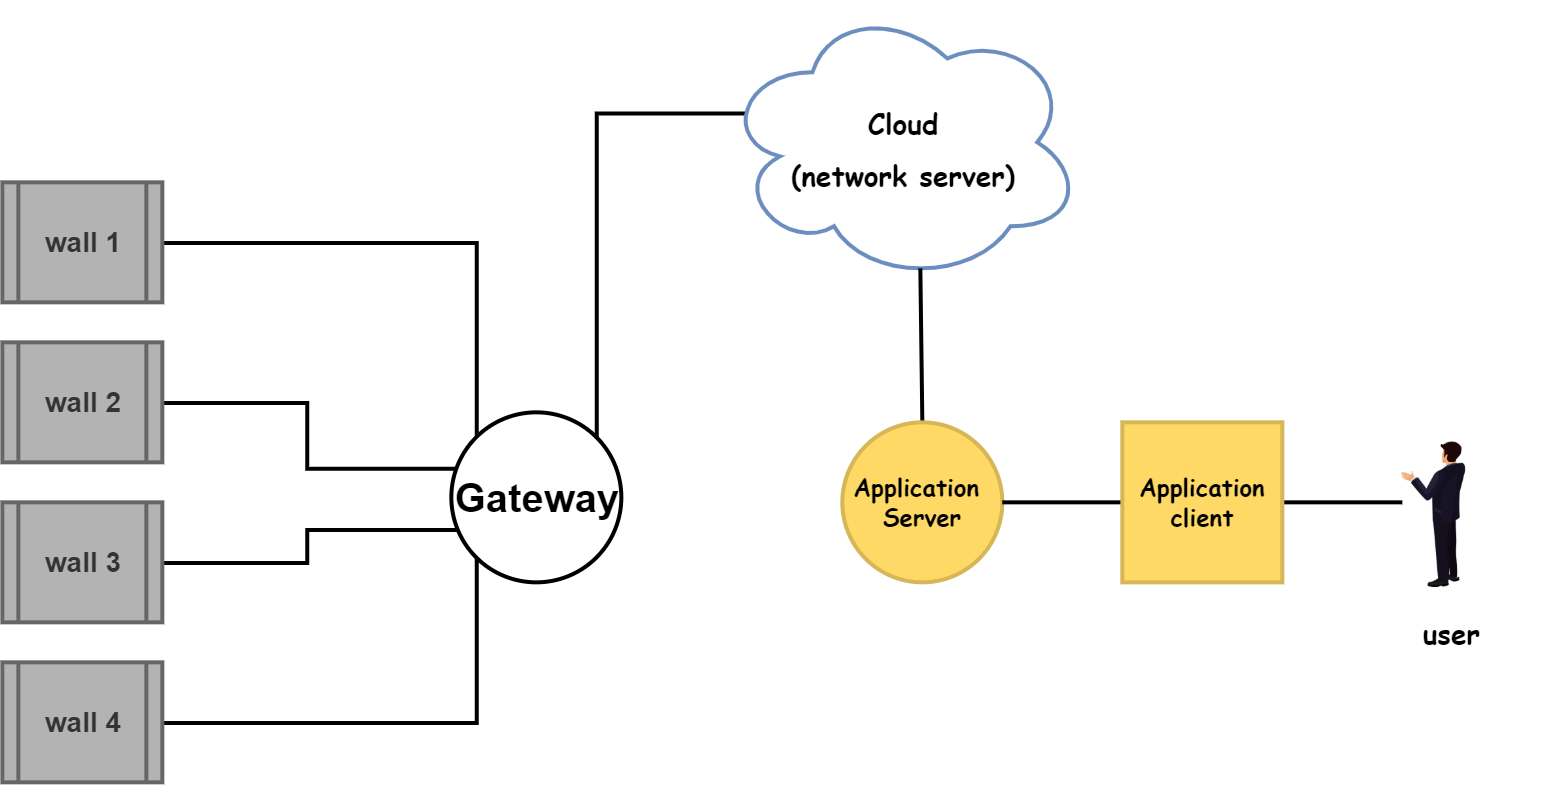 Cloud
(network server)
wall 1
wall 2
wall 3
wall 4
Gateway
Application
Server
Application
client
user